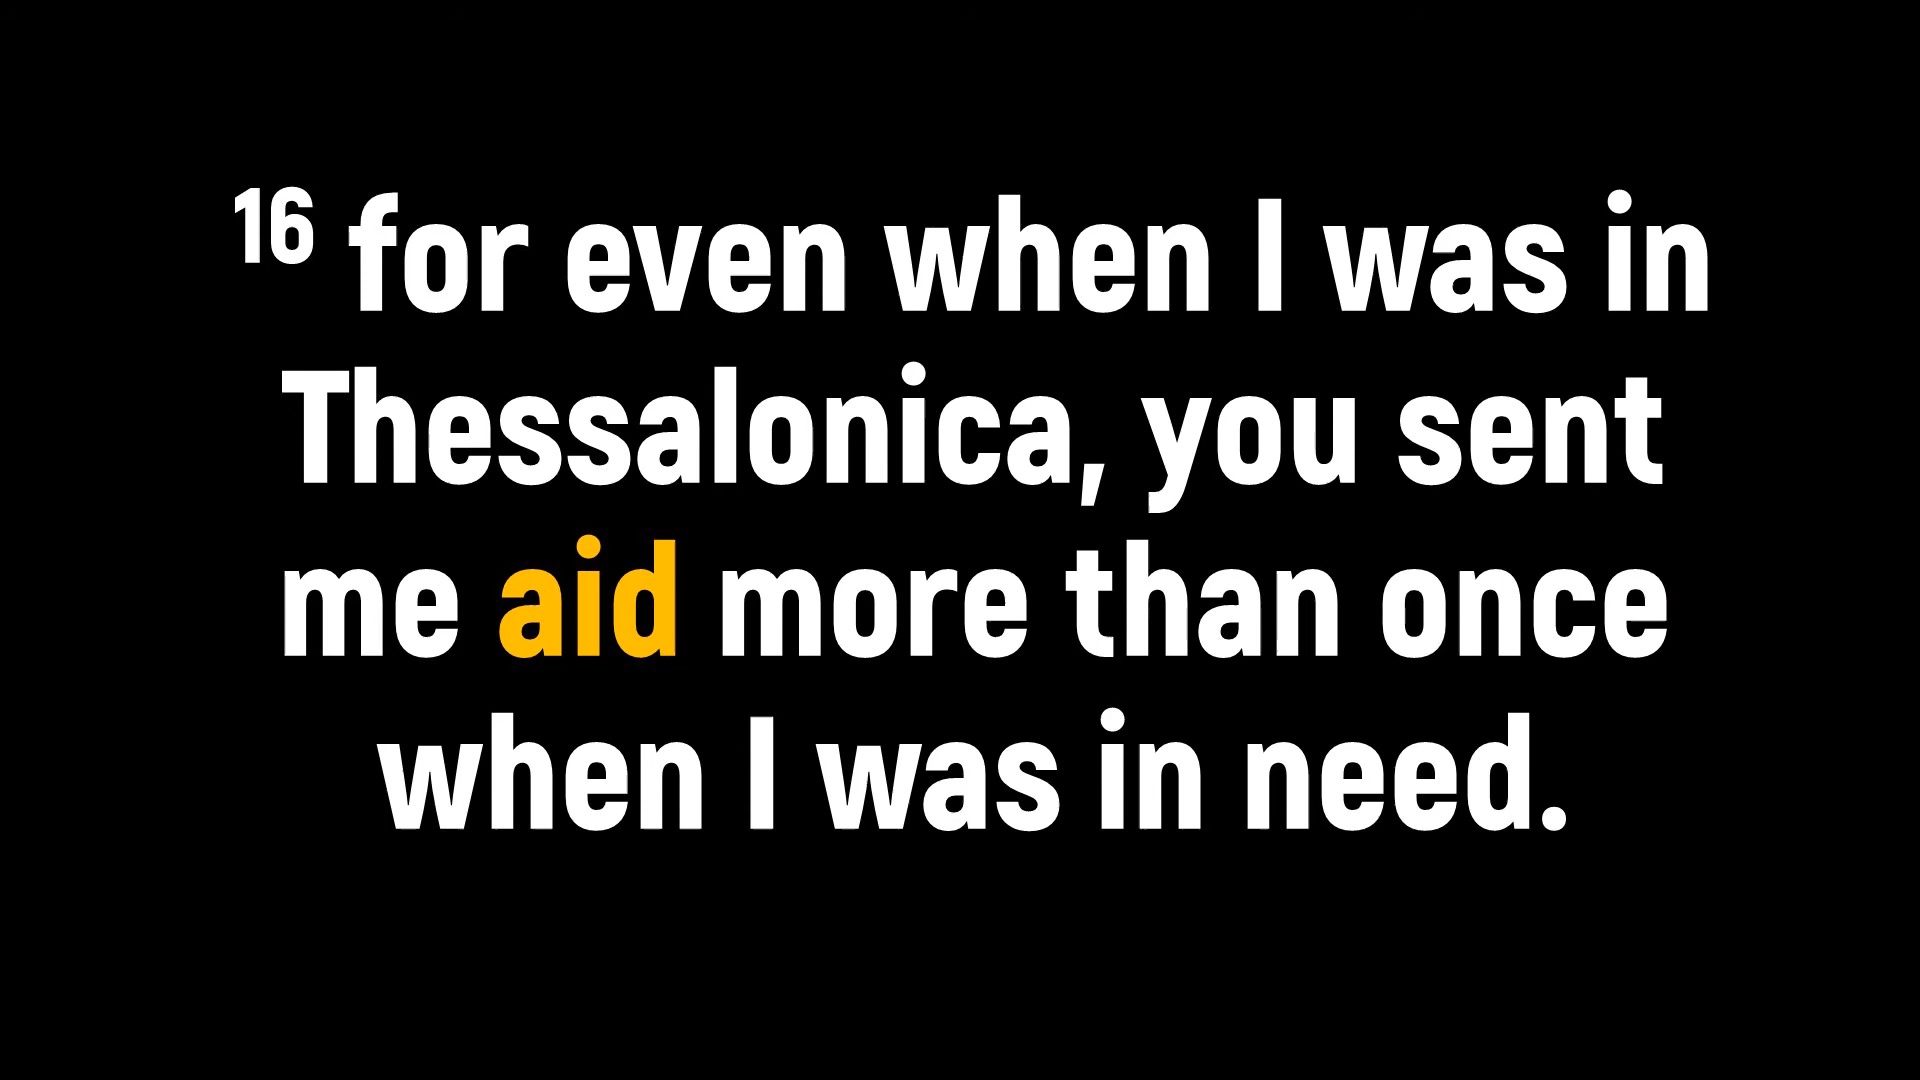 16 for even when I was in
Thessalonica, you sent
me aid more than once
when I was in need.